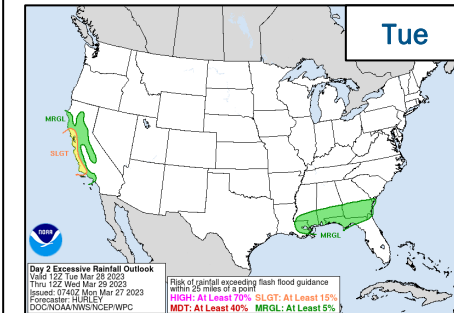 Tue
MRGL
SLGT
MRGL
NOAA
Day 2 Excessive Rainfall Outlook
Valid 12Z Tue Mar 28 2023
Thru 12Z Wed Mar 29 2023
Issued: 0740Z Mon Mar 27 2023
Forecaster: HURLEY
DOC/NOAA/NWS/NCEP/WPC
Risk of rainfall exceeding flash flood guidance
within 25 miles of a point
HIGH: At Least 70% SLGT: At Least 15%
MDT: At Least 40% MRGL: At Least 5%